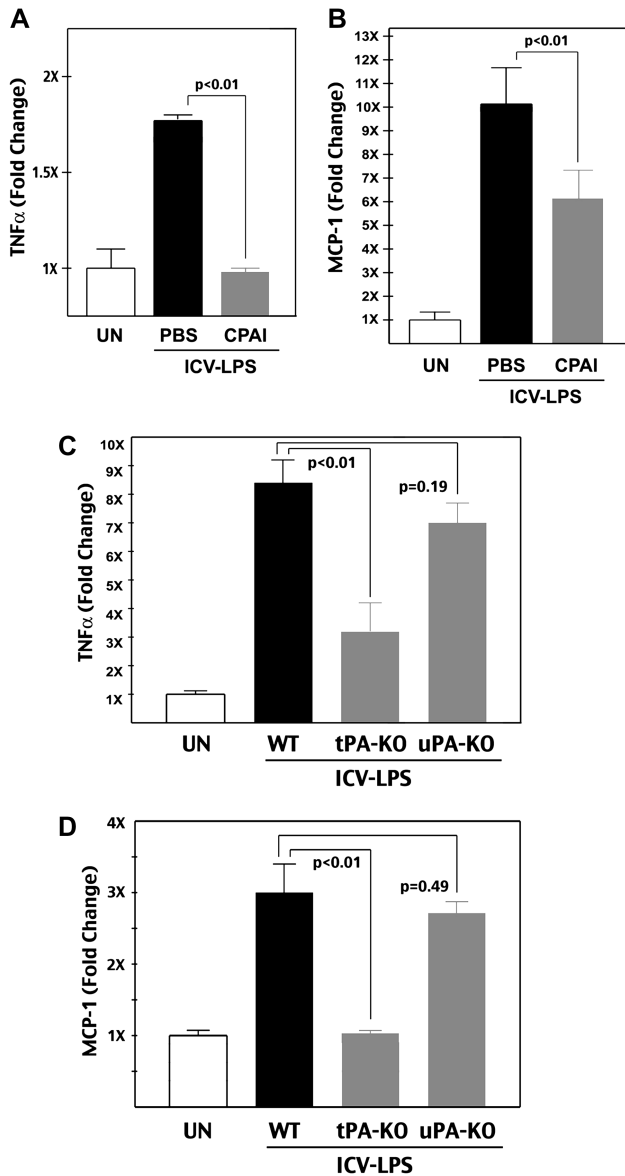 A
TNFα (Fold Change)
2X
1.5X
1X
p<0.01
UN PBS CPAI
ICV-LPS
B
MCP-1 (Fold Change)
13X
12X
11X
10X
9X
8X
7X
6X
5X
4X
3X
2X
1X
p<0.01
UN PBS CPAI
ICV-LPS
C
TNFα (Fold Change)
10X
9X
8X
7X
6X
5X
4X
3X
2X
1X
p<0.01
p=0.19
UN WT tPA-KO uPA-KO
ICV-LPS
D
MCP-1 (Fold Change)
4X
3X
2X
1X
p<0.01
p=0.49
UN WT tPA-KO uPA-KO
ICV-LPS